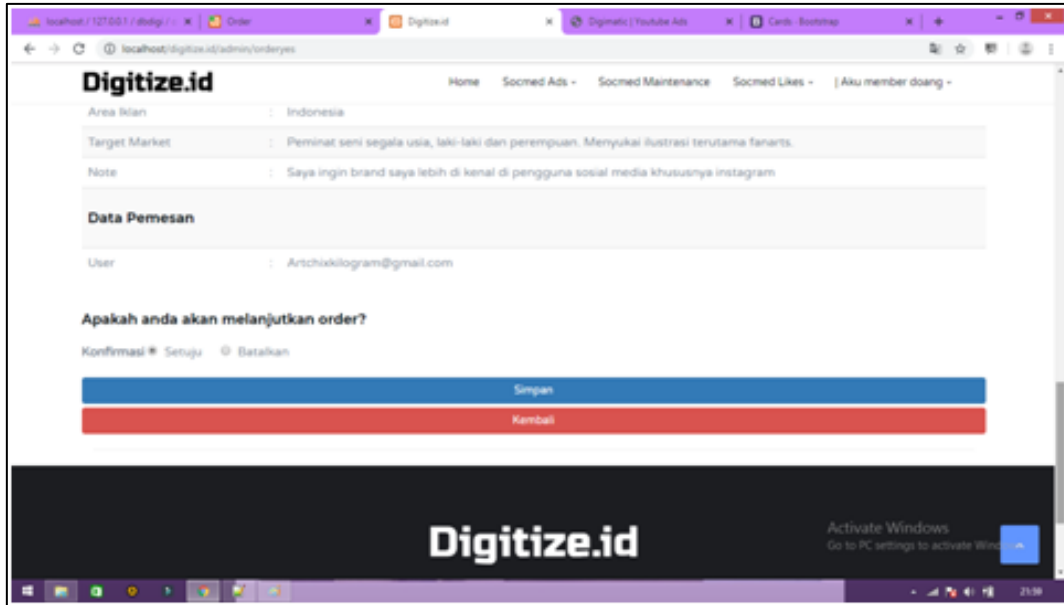 localhost / 127.0.0.1 / dbdigi /
Order
Digitize.id
Digimetic | Youtube Ads
Cards · Bootstrap
localhost/digitize.id/admin/orderyes
Digitize.id
Home Socmed Ads Socmed Maintenance Socmed Likes | Aku member doang
Area Iklan : Indonesia
Target Market : Peminat seni segala usia, laki-laki dan perempuan. Menyukai ilustrasi terutama fanarts.
Note : Saya ingin brand saya lebih di kenal di pengguna sosial media khususnya instagram
Data Pemesan
User : Artchixkilogram@gmail.com
Apakah anda akan melanjutkan order?
Konfirmasi Setuju Batalkan
Simpan
Kembali
Digitize.id
Activate Windows
Go to PC settings to activate Wind
21:59